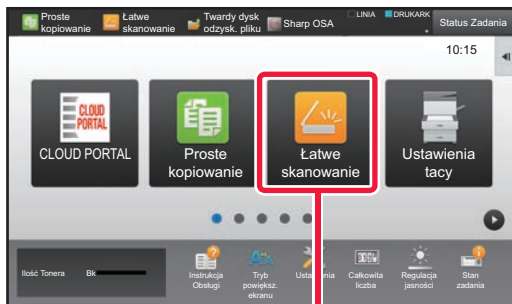 Proste
kopiowanie
Łatwe
skanowanie
Twardy dysk
odzysk. pliku
Sharp OSA
LINIA
DRUKARK
Status Zadania
10:15
CLOUD
PORTAL
CLOUD PORTAL
Proste
kopiowanie
Łatwe
skanowanie
Ustawienia
tacy
Ilość Tonera
Bk
Instrukcja
Obsługi
Tryb
powiększ.
ekranu
Ustawienia
Całkowita
liczba
Regulacja
jasności
Stan
zadania